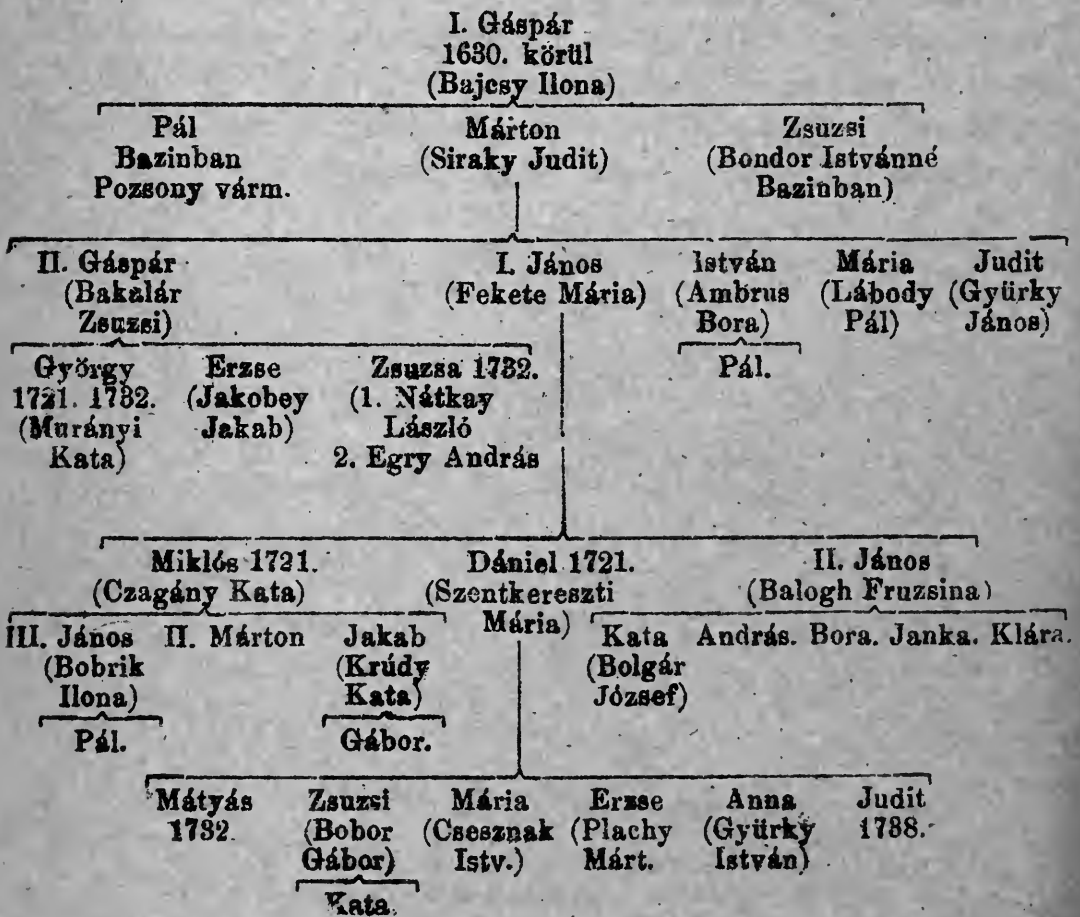 I. Gáspár
1630. körül
(Bajcsy Ilona)
Pál Márton Zsuzsi
Bazinban (Siraky Judit) (Bondor Istvánné
Pozsony várm. Bazinban)
II. Gáspár I. János István Mária Judit
(Bakalár (Fekete Mária) (Ambrus (Lábody (Gyürky
Zsuzsi) Bora) Pál) János)
György Erzse Zsuzsa 1732. Pál.
1721. 1732. (Jakobey (1. Nátkay
(Murányi Jakab) László
Kata) 2. Egry András
Miklós 1721. Dániel 1721. II. János
(Czagány Kata) (Szentkereszti (Balogh Fruzsina)
III. János II. Márton Jakab Mária) Kata András. Bora. Janka. Klára.
(Bobrik (Krúdy (Bolgár
Ilona) Kata) József)
Pál. Gábor.
Mátyás Zsuzsi Mária Erzse Anna Judit
1732. (Bobor (Csesznak (Plachy (Gyürky 1738.
Gábor) Istv.) Márt. István)
Kata.